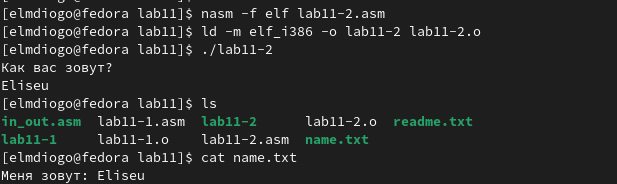 [elmdiogo@fedora lab11]$ nasm -f elf lab11-2.asm
[elmdiogo@fedora lab11]$ ld -m elf_i386 -o lab11-2 lab11-2.o
[elmdiogo@fedora lab11]$ ./lab11-2
Как вас зовут?
Eliseu
[elmdiogo@fedora lab11]$ ls
in_out.asm lab11-1.asm lab11-2 lab11-2.o readme.txt
lab11-1 lab11-1.o lab11-2.asm name.txt
[elmdiogo@fedora lab11]$ cat name.txt
Меня зовут: Eliseu